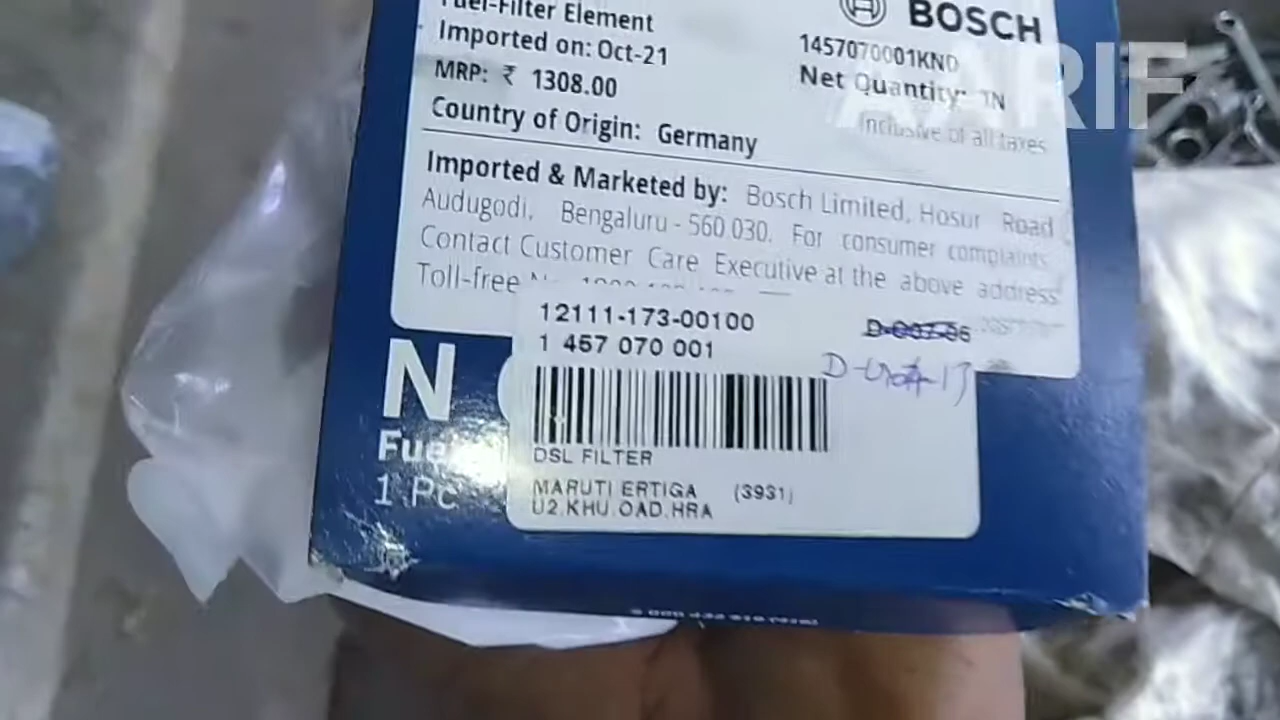 Fuel-Filter Element
BOSCH
Imported on: Oct-21
1457070001KND
MRP: ₹ 1308.00
Net Quantity: 1N
Inclusive of all taxes
Country of Origin: Germany
Imported & Marketed by: Bosch Limited, Hosur Road,
Audugodi, Bengaluru - 560 030. For consumer complaints,
Contact Customer Care Executive at the above address
Toll-free
12111-173-00100
1 457 070 001
DSL FILTER
MARUTI ERTIGA (3931)
U2.KHU.OAD.HRA
N
1 Pc
AARIF